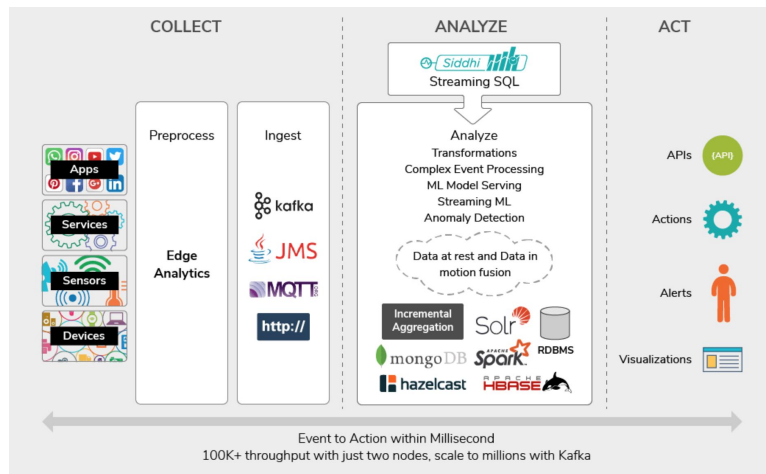 COLLECT
ANALYZE
ACT
Siddhi
Streaming SQL
Preprocess
Ingest
Analyze
Transformations
Complex Event Processing
ML Model Serving
Streaming ML
Anomaly Detection
Apps
Services
Sensors
Devices
Edge
Analytics
kafka
JMS
MQTT
http://
Data at rest and Data in
motion fusion
Incremental
Aggregation
Solr
RDBMS
mongoDB
APACHE
Spark
hazelcast
APACHE
HBASE
APIs
{API}
Actions
Alerts
Visualizations
Event to Action within Millisecond
100K+ throughput with just two nodes, scale to millions with Kafka